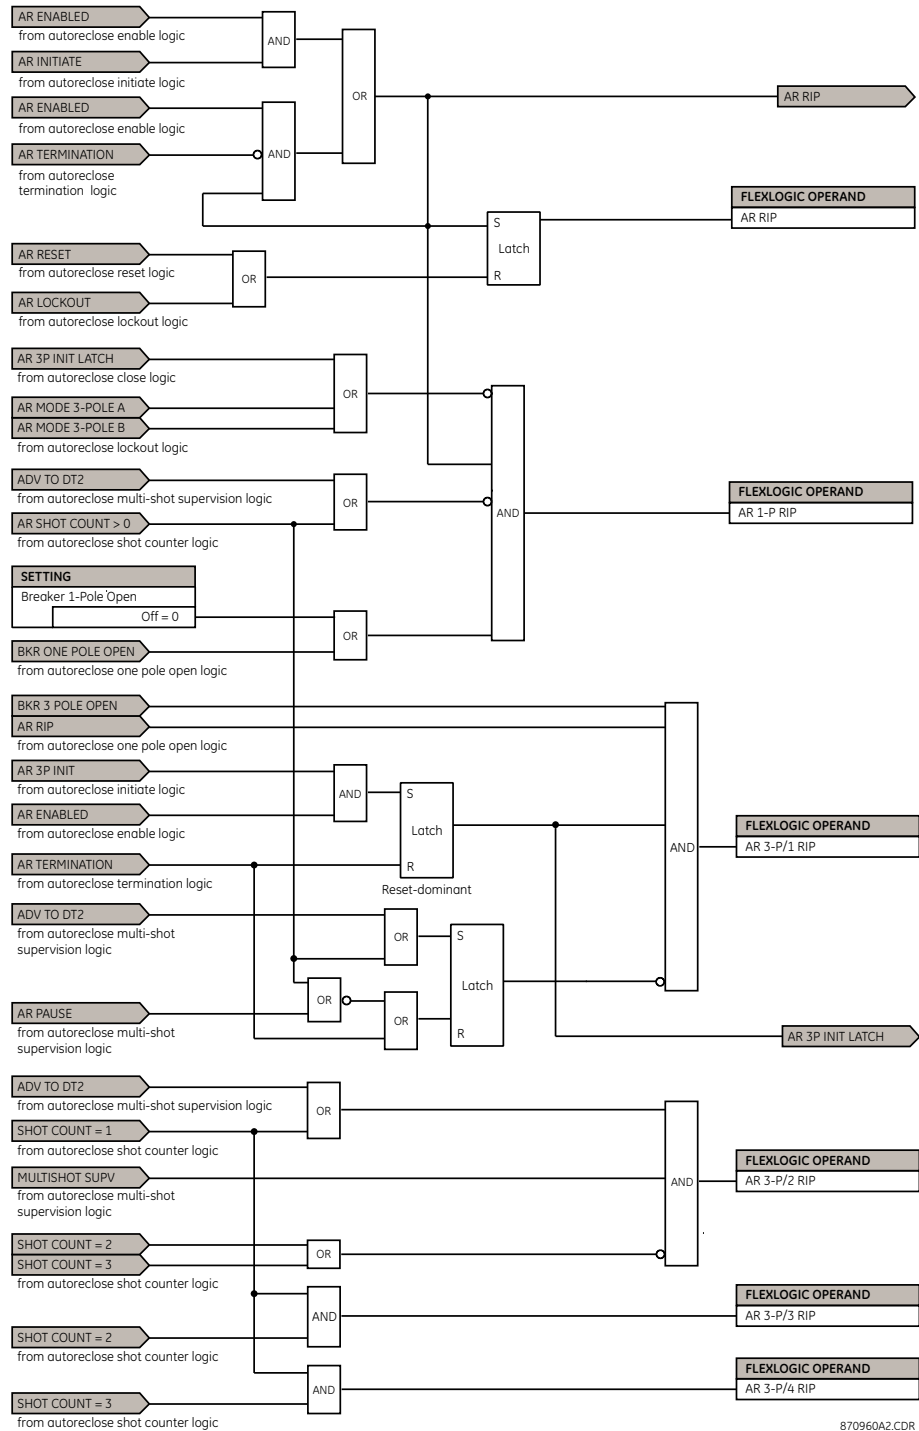 AR ENABLED
from autoreclose enable logic
AND
AR INITIATE
from autoreclose initiate logic
OR
AR RIP
AR ENABLED
from autoreclose enable logic
AND
AR TERMINATION
from autoreclose
termination logic
FLEXLOGIC OPERAND
AR RIP
S
Latch
R
AR RESET
from autoreclose reset logic
OR
AR LOCKOUT
from autoreclose lockout logic
AR 3P INIT LATCH
from autoreclose close logic
OR
AR MODE 3-POLE A
AR MODE 3-POLE B
from autoreclose lockout logic
ADV TO DT2
from autoreclose multi-shot supervision logic
OR
AR SHOT COUNT > 0
from autoreclose shot counter logic
AND
FLEXLOGIC OPERAND
AR 1-P RIP
SETTING
Breaker 1-Pole Open
Off = 0
OR
BKR ONE POLE OPEN
from autoreclose one pole open logic
BKR 3 POLE OPEN
AR RIP
from autoreclose one pole open logic
AR 3P INIT
from autoreclose initiate logic
AND
AR ENABLED
from autoreclose enable logic
S
Latch
R
Reset-dominant
AND
FLEXLOGIC OPERAND
AR 3-P/1 RIP
AR TERMINATION
from autoreclose termination logic
ADV TO DT2
from autoreclose multi-shot
supervision logic
OR
S
Latch
R
OR
OR
AR PAUSE
from autoreclose multi-shot
supervision logic
AR 3P INIT LATCH
ADV TO DT2
from autoreclose multi-shot supervision logic
OR
SHOT COUNT = 1
from autoreclose shot counter logic
MULTISHOT SUPV
from autoreclose multi-shot
supervision logic
AND
FLEXLOGIC OPERAND
AR 3-P/2 RIP
SHOT COUNT = 2
SHOT COUNT = 3
from autoreclose shot counter logic
OR
FLEXLOGIC OPERAND
AR 3-P/3 RIP
AND
SHOT COUNT = 2
from autoreclose shot counter logic
FLEXLOGIC OPERAND
AR 3-P/4 RIP
AND
SHOT COUNT = 3
from autoreclose shot counter logic
870960A2.CDR